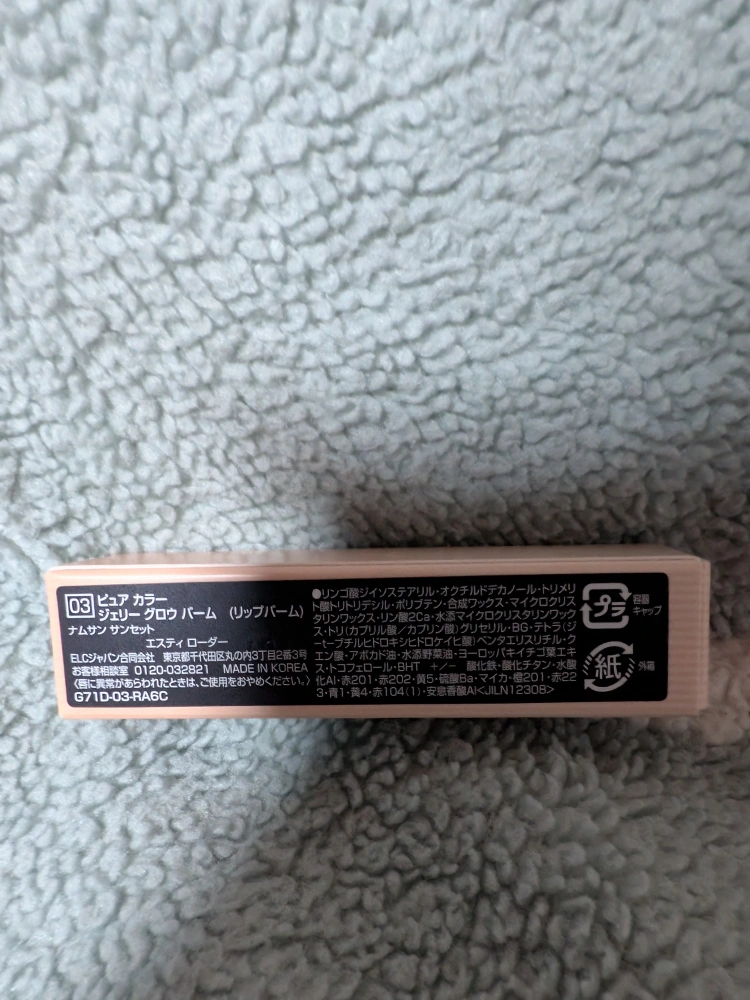 03 ピュア カラー
ジェリー グロウ バーム (リップバーム)
ナムサン サンセット
エスティ ローダー
ELCジャパン合同会社 東京都千代田区丸の内3丁目2番3号
お客様相談室 0120-032821 MADE IN KOREA
〈唇に異常があらわれたときは、ご使用をおやめください。〉
G71D-03-RA6C
●リンゴ酸ジイソステアリル・オクチルドデカノール・トリメリ
ト酸トリトリデシル・ポリブテン・合成ワックス・マイクロクリス
タリンワックス・リン酸2Ca・水添マイクロクリスタリンワック
ス・トリ(カプリル酸/カプリン酸)グリセリル・BG・テトラ(ジ
ーt-ブチルヒドロキシヒドロケイヒ酸)ペンタエリスリチル・ク
エン酸・アボカド油・水添野菜油・ヨーロッパキイチゴ葉エキ
ス・トコフェロール・BHT +/- 酸化鉄・酸化チタン・水酸
化Al・赤201・赤202・黄5・硫酸Ba・マイカ・橙201・赤22
3・青1・黄4・赤104(1)・安息香酸Al<JILN12308>
プラ 容器 キャップ
紙 外箱